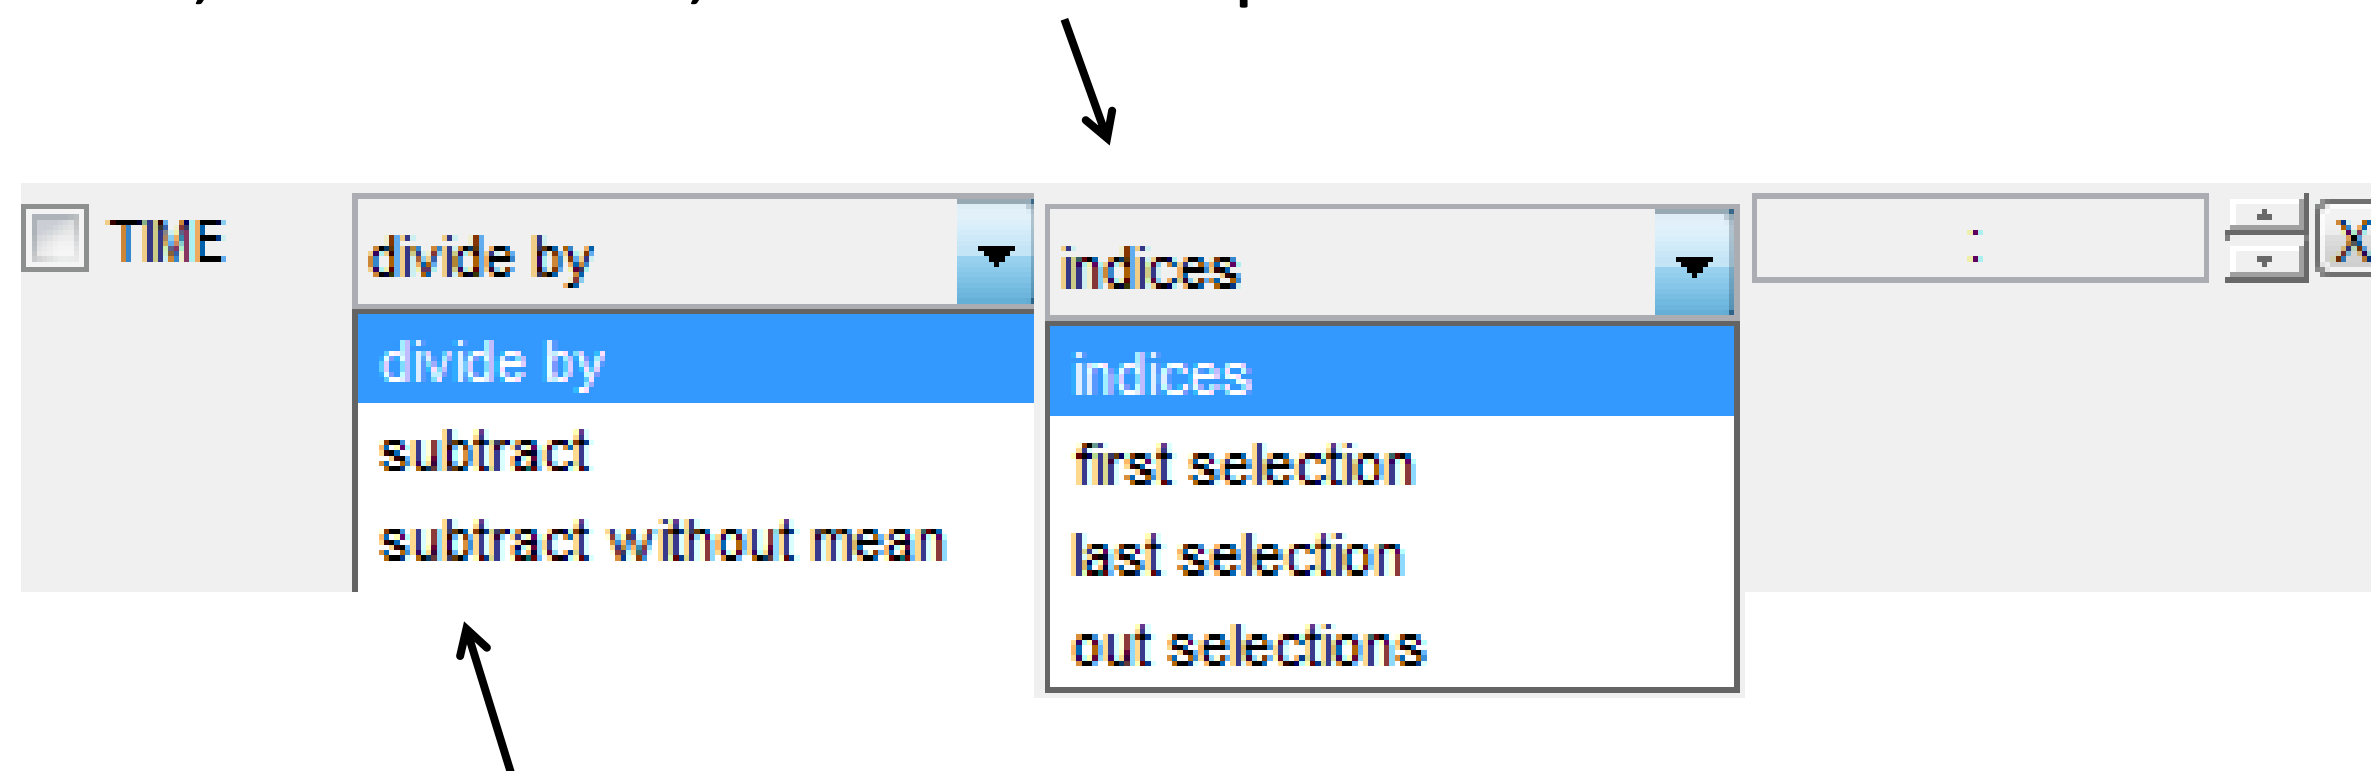 TIME divide by indices : X
divide by indices
subtract first selection
subtract without mean last selection
out selections